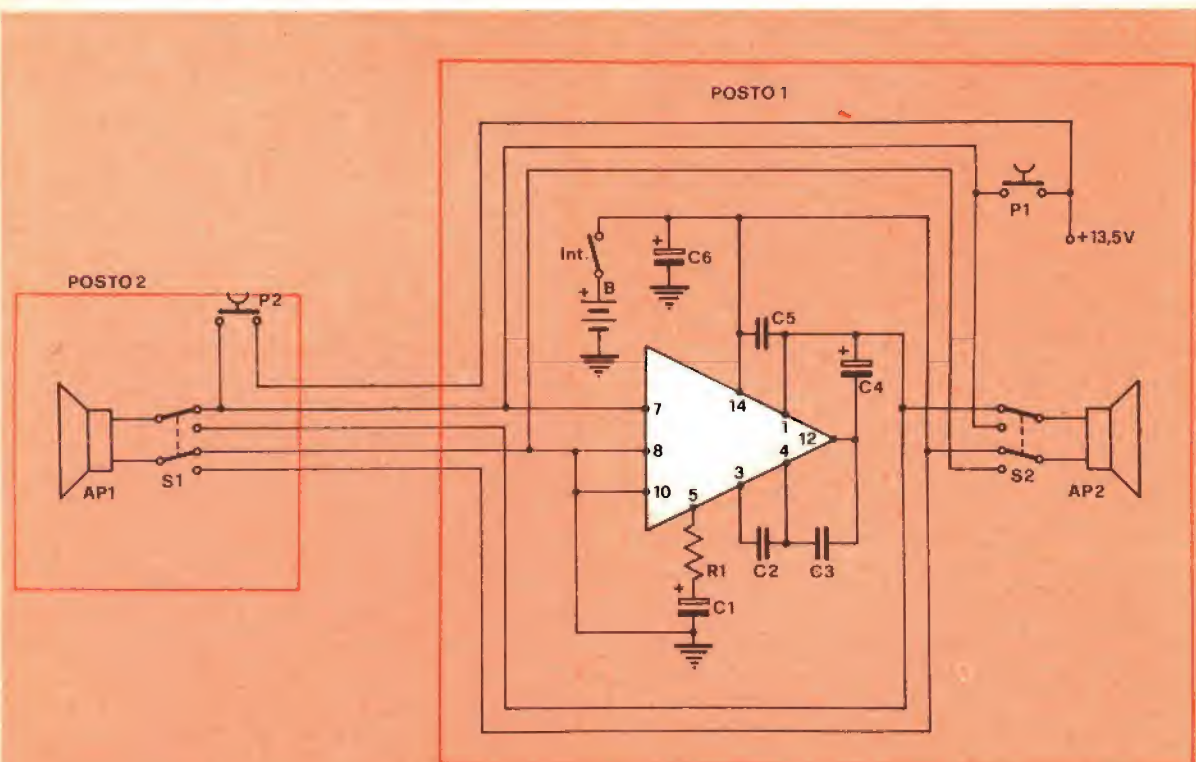 POSTO 1
P1
+13,5V
Int.
+
C6
+
B
POSTO 2
P2
C5
+
C4
14
1
7
12
8
4
3
10
5
AP1
S1
S2
AP2
R1
C2
C3
+
C1